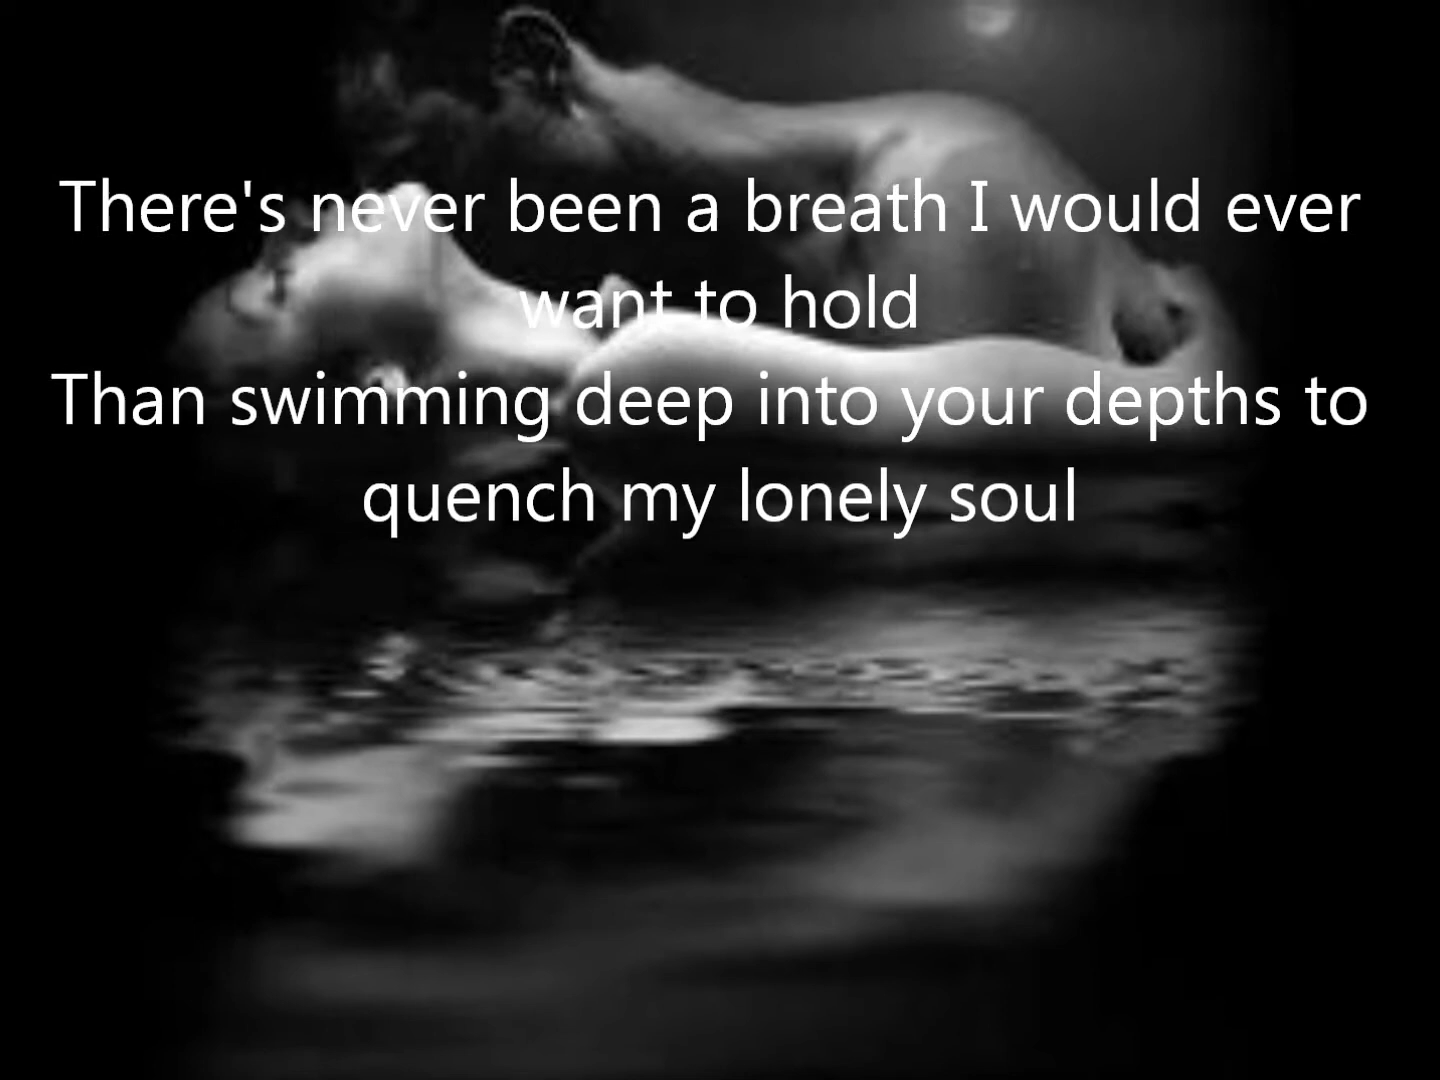 There's never been a breath I would ever
want to hold
Than swimming deep into your depths to
quench my lonely soul